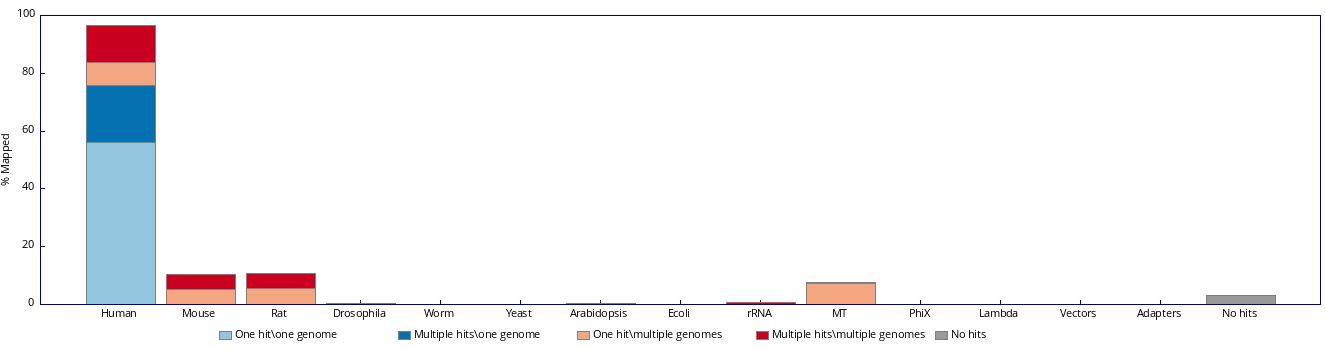 100
80
60
40
20
0
% Mapped
Human Mouse Rat Drosophila Worm Yeast Arabidopsis Ecoli rRNA MT PhiX Lambda Vectors Adapters No hits
One hit\one genome Multiple hits\one genome One hit\multiple genomes Multiple hits\multiple genomes No hits